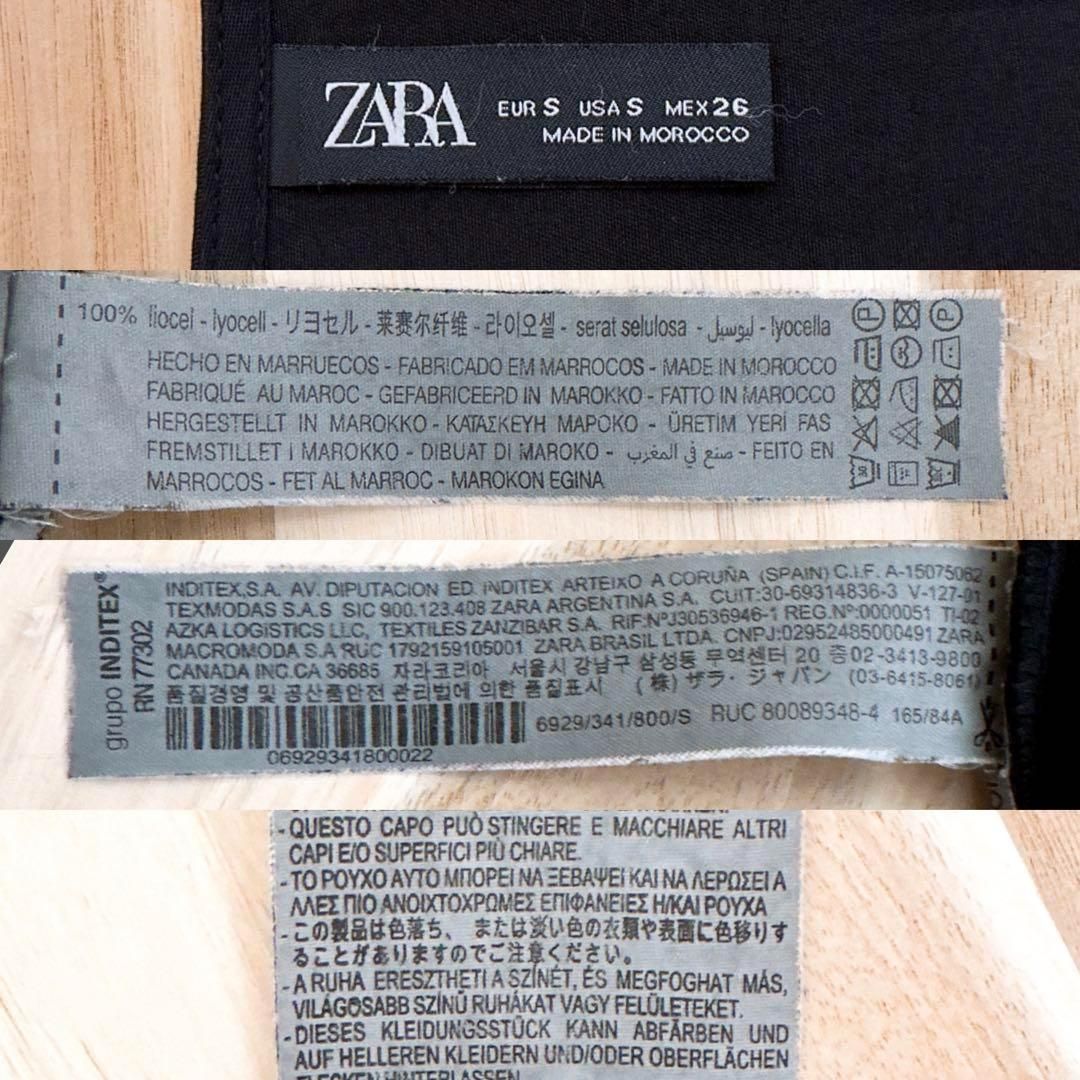 ZARA EUR S USA S MEX 26
MADE IN MOROCCO
100% liocel - lyocell - リヨセル - 莱赛尔纤维 - 라이오셀 - serat selulosa - ليوسيل - lyocella
HECHO EN MARRUECOS - FABRICADO EM MARROCOS - MADE IN MOROCCO
FABRIQUÉ AU MAROC - GEFABRICEERD IN MAROKKO - FATTO IN MAROCCO
HERGESTELLT IN MAROKKO - ΚΑΤΑΣΚΕΥΗ ΜΑΡΟΚΟ - ÜRETİM YERİ FAS
FREMSTILLET I MAROKKO - DIBUAT DI MAROKO - صنع في المغرب - FEITO EN
MARROCOS - FET AL MARROC - MAROKON EGINA
grupo INDITEX®
RN 77302
INDITEX,S.A. AV. DIPUTACION ED. INDITEX ARTEIXO A CORUÑA (SPAIN) C.I.F. A-15075062
TEXMODAS S.A.S SIC 900.123.408 ZARA ARGENTINA S.A. CUIT:30-69314836-3 V-127-01
AZKA LOGISTICS LLC, TEXTILES ZANZIBAR S.A. RIF:NºJ30536946-1 REG.Nº:0000051 TI-02
MACROMODA S.A RUC 1792159105001 ZARA BRASIL LTDA. CNPJ:02952485000491 ZARA
CANADA INC.CA 36685 자라코리아 서울시 강남구 삼성동 무역센터 20 층02-3413-9800
품질경영 및 공산품안전 관리법에 의한 품질표시 (株) ザラ・ジャパン (03-6415-8061)
6929/341/800/S RUC 80089348-4 165/84A
06929341800022
- QUESTO CAPO PUÒ STINGERE E MACCHIARE ALTRI
CAPI E/O SUPERFICI PIÙ CHIARE.
- ΤΟ ΡΟΥΧΟ ΑΥΤΟ ΜΠΟΡΕΙ ΝΑ ΞΕΒΑΨΕΙ ΚΑΙ ΝΑ ΛΕΡΩΣΕΙ Α
ΛΛΕΣ ΠΙΟ ΑΝΟΙΧΤΟΧΡΩΜΕΣ ΕΠΙΦΑΝΕΙΕΣ Η/ΚΑΙ ΡΟΥΧΑ
- この製品は色落ち、または淡い色の衣類や表面に色移りす
ることがありますのでご注意ください。
- A RUHA ERESZTHETI A SZÍNÉT, ÉS MEGFOGHAT MÁS,
VILÁGOSABB SZÍNŰ RUHÁKAT VAGY FELÜLETEKET.
- DIESES KLEIDUNGSSTÜCK KANN ABFÄRBEN UND
AUF HELLEREN KLEIDERN UND/ODER OBERFLÄCHEN
FLECKEN HINTERLASSEN